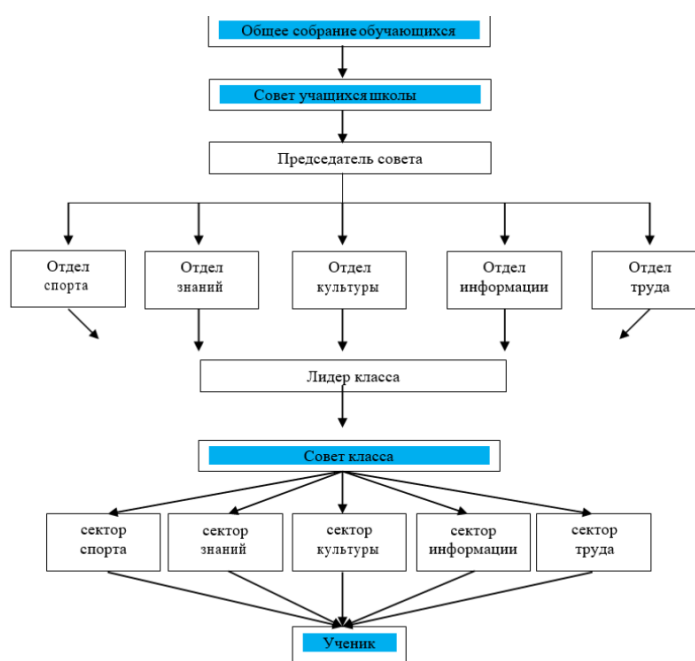 Общее собрание обучающихся
Совет учащихся школы
Председатель совета
Отдел
спорта
Отдел
знаний
Отдел
культуры
Отдел
информации
Отдел
труда
Лидер класса
Совет класса
сектор
спорта
сектор
знаний
сектор
культуры
сектор
информации
сектор
труда
Ученик